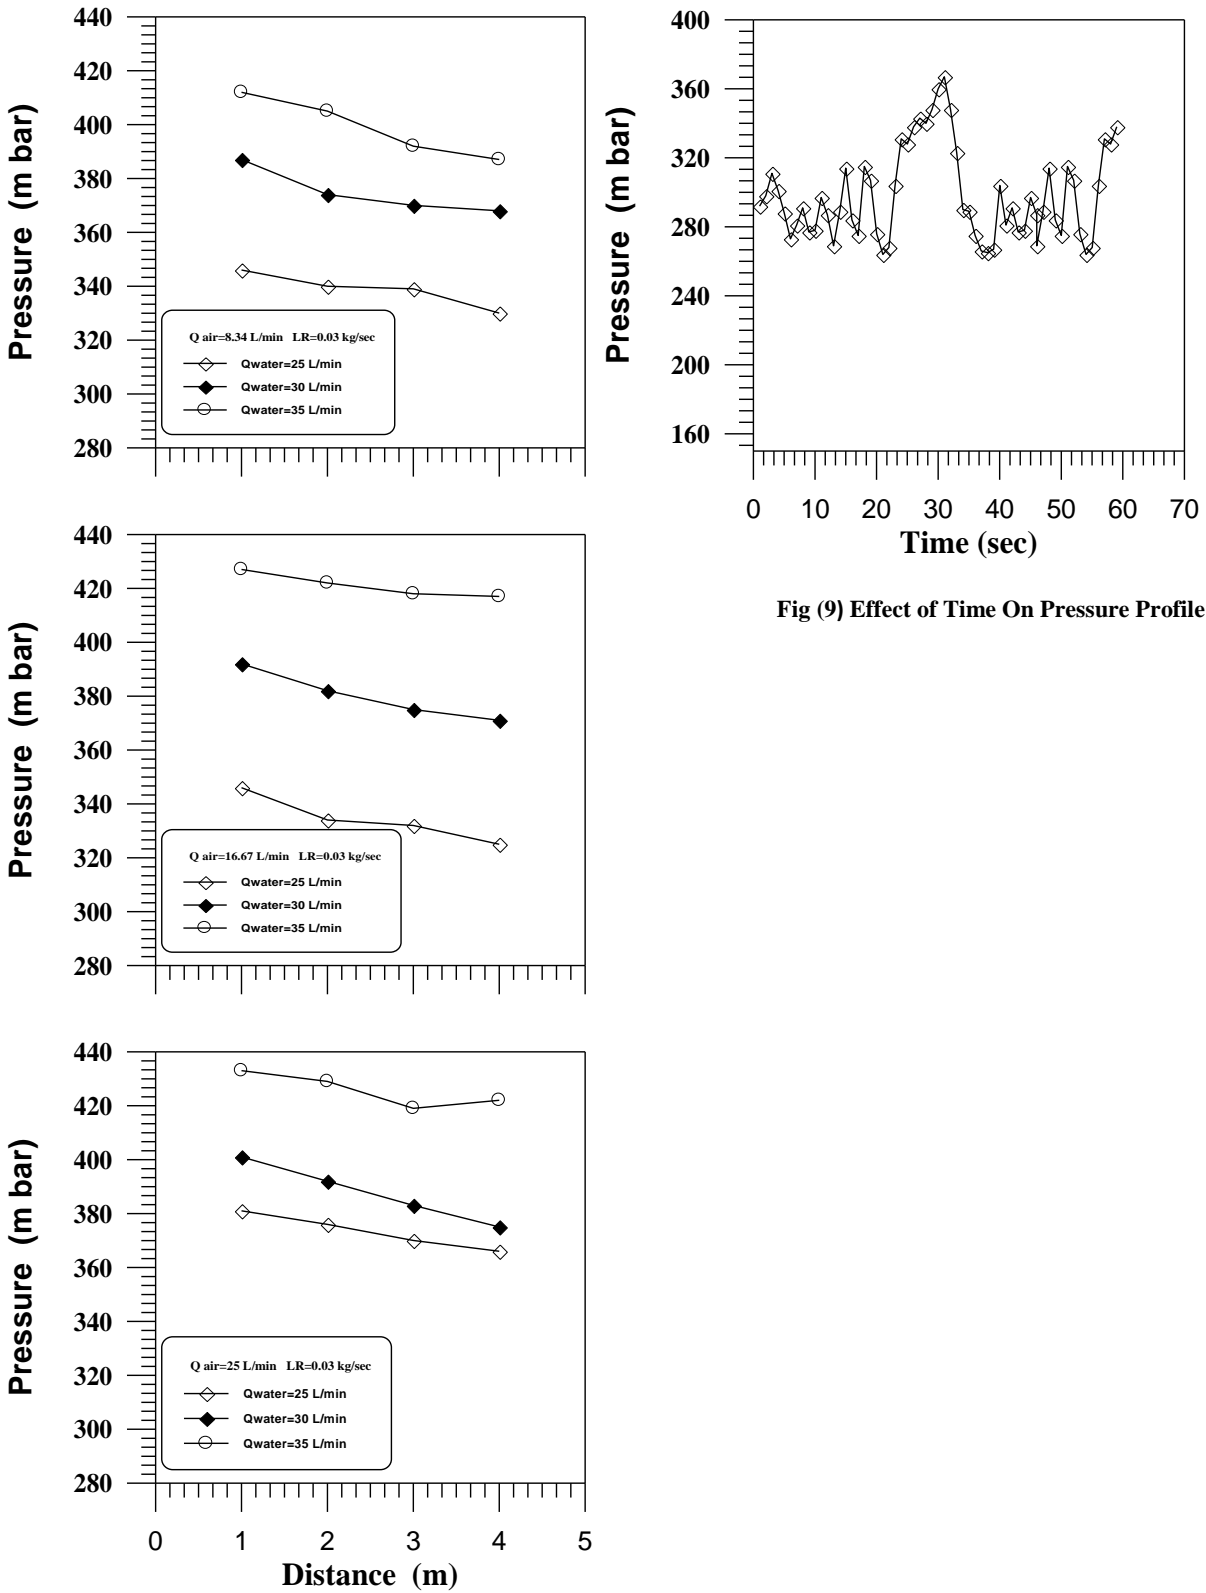 440
420
400
380
360
340
320
300
280
Pressure (m bar)
Q air=8.34 L/min LR=0.03 kg/sec
Qwater=25 L/min
Qwater=30 L/min
Qwater=35 L/min
440
420
400
380
360
340
320
300
280
Pressure (m bar)
Q air=16.67 L/min LR=0.03 kg/sec
Qwater=25 L/min
Qwater=30 L/min
Qwater=35 L/min
440
420
400
380
360
340
320
300
280
Pressure (m bar)
Q air=25 L/min LR=0.03 kg/sec
Qwater=25 L/min
Qwater=30 L/min
Qwater=35 L/min
0 1 2 3 4 5
Distance (m)
400
360
320
280
240
200
160
Pressure (m bar)
0 10 20 30 40 50 60 70
Time (sec)
Fig (9) Effect of Time On Pressure Profile